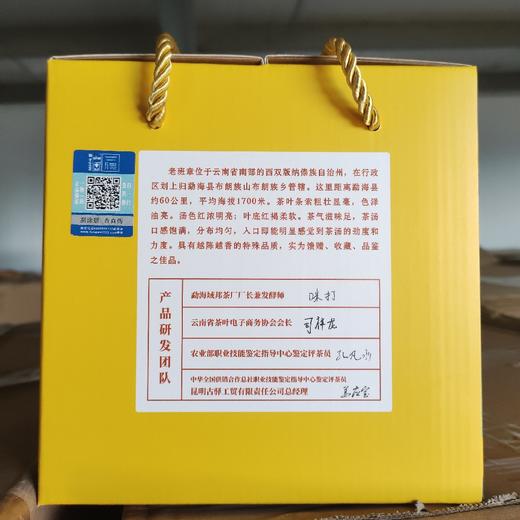 老班章位于云南省南部的西双版纳傣族自治州，在行政
区划上归勐海县布朗族山布朗族乡管辖。这里距离勐海县
约60公里，平均海拔1700米。茶叶条索粗壮显毫，色泽
油亮。汤色红浓明亮；叶底红褐柔软。茶气滋味足，茶汤
口感饱满，分布均匀，入口即能明显感觉到茶汤的劲度和
力度。具有越陈越香的特殊品质，实为馈赠、收藏、品鉴
之佳品。
产品研发团队
勐海域邦茶厂厂长兼发酵师
云南省茶叶电子商务协会会长 司祥龙
农业部职业技能鉴定指导中心鉴定评茶员
中华全国供销合作总社职业技能鉴定指导中心鉴定评茶员
昆明古驿工贸有限责任公司总经理
刮涂层 查真伪